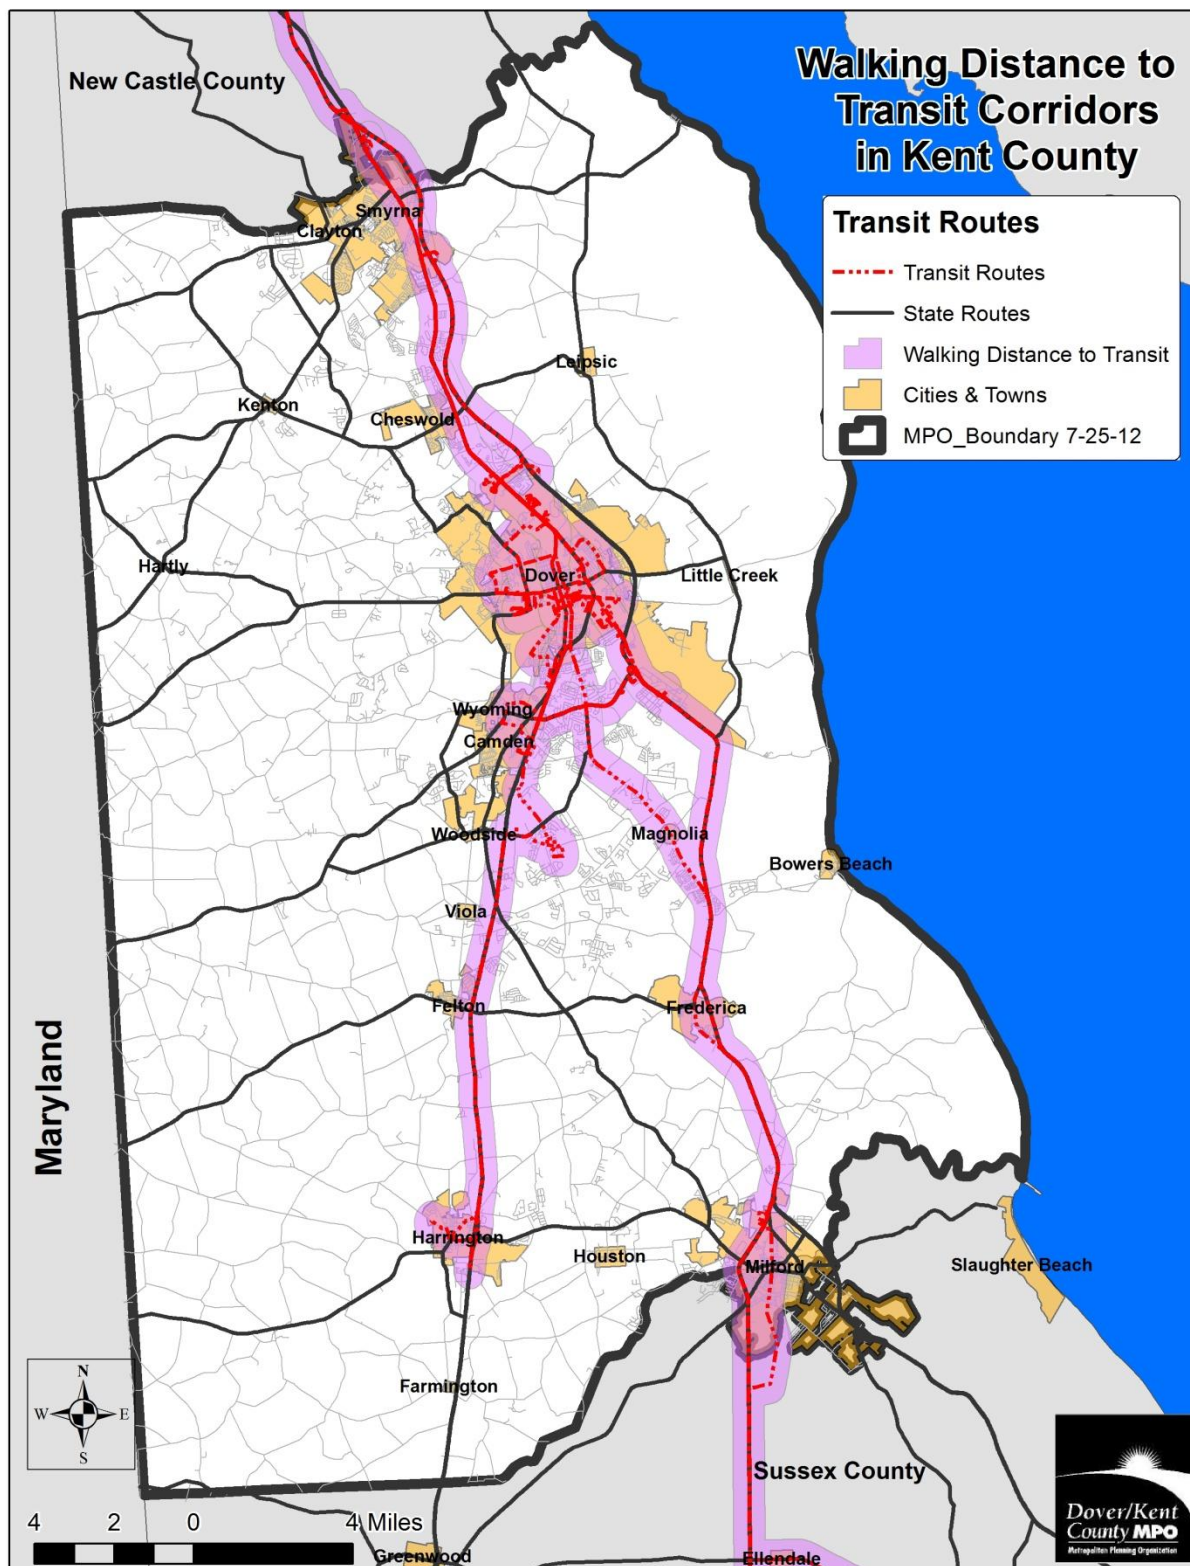 Walking Distance to
Transit Corridors
in Kent County
New Castle County
Transit Routes
Transit Routes
State Routes
Walking Distance to Transit
Cities & Towns
MPO_Boundary 7-25-12
Smyrna
Clayton
Leipsic
Kenton
Cheswold
Hartly
Dover
Little Creek
Wyoming
Camden
Woodside
Magnolia
Bowers Beach
Viola
Felton
Frederica
Maryland
Harrington
Houston
Milford
Slaughter Beach
Farmington
N
W
E
S
Sussex County
4 2 0 4 Miles
Greenwood
Ellendale
Dover/Kent
County MPO
Metropolitan Planning Organization